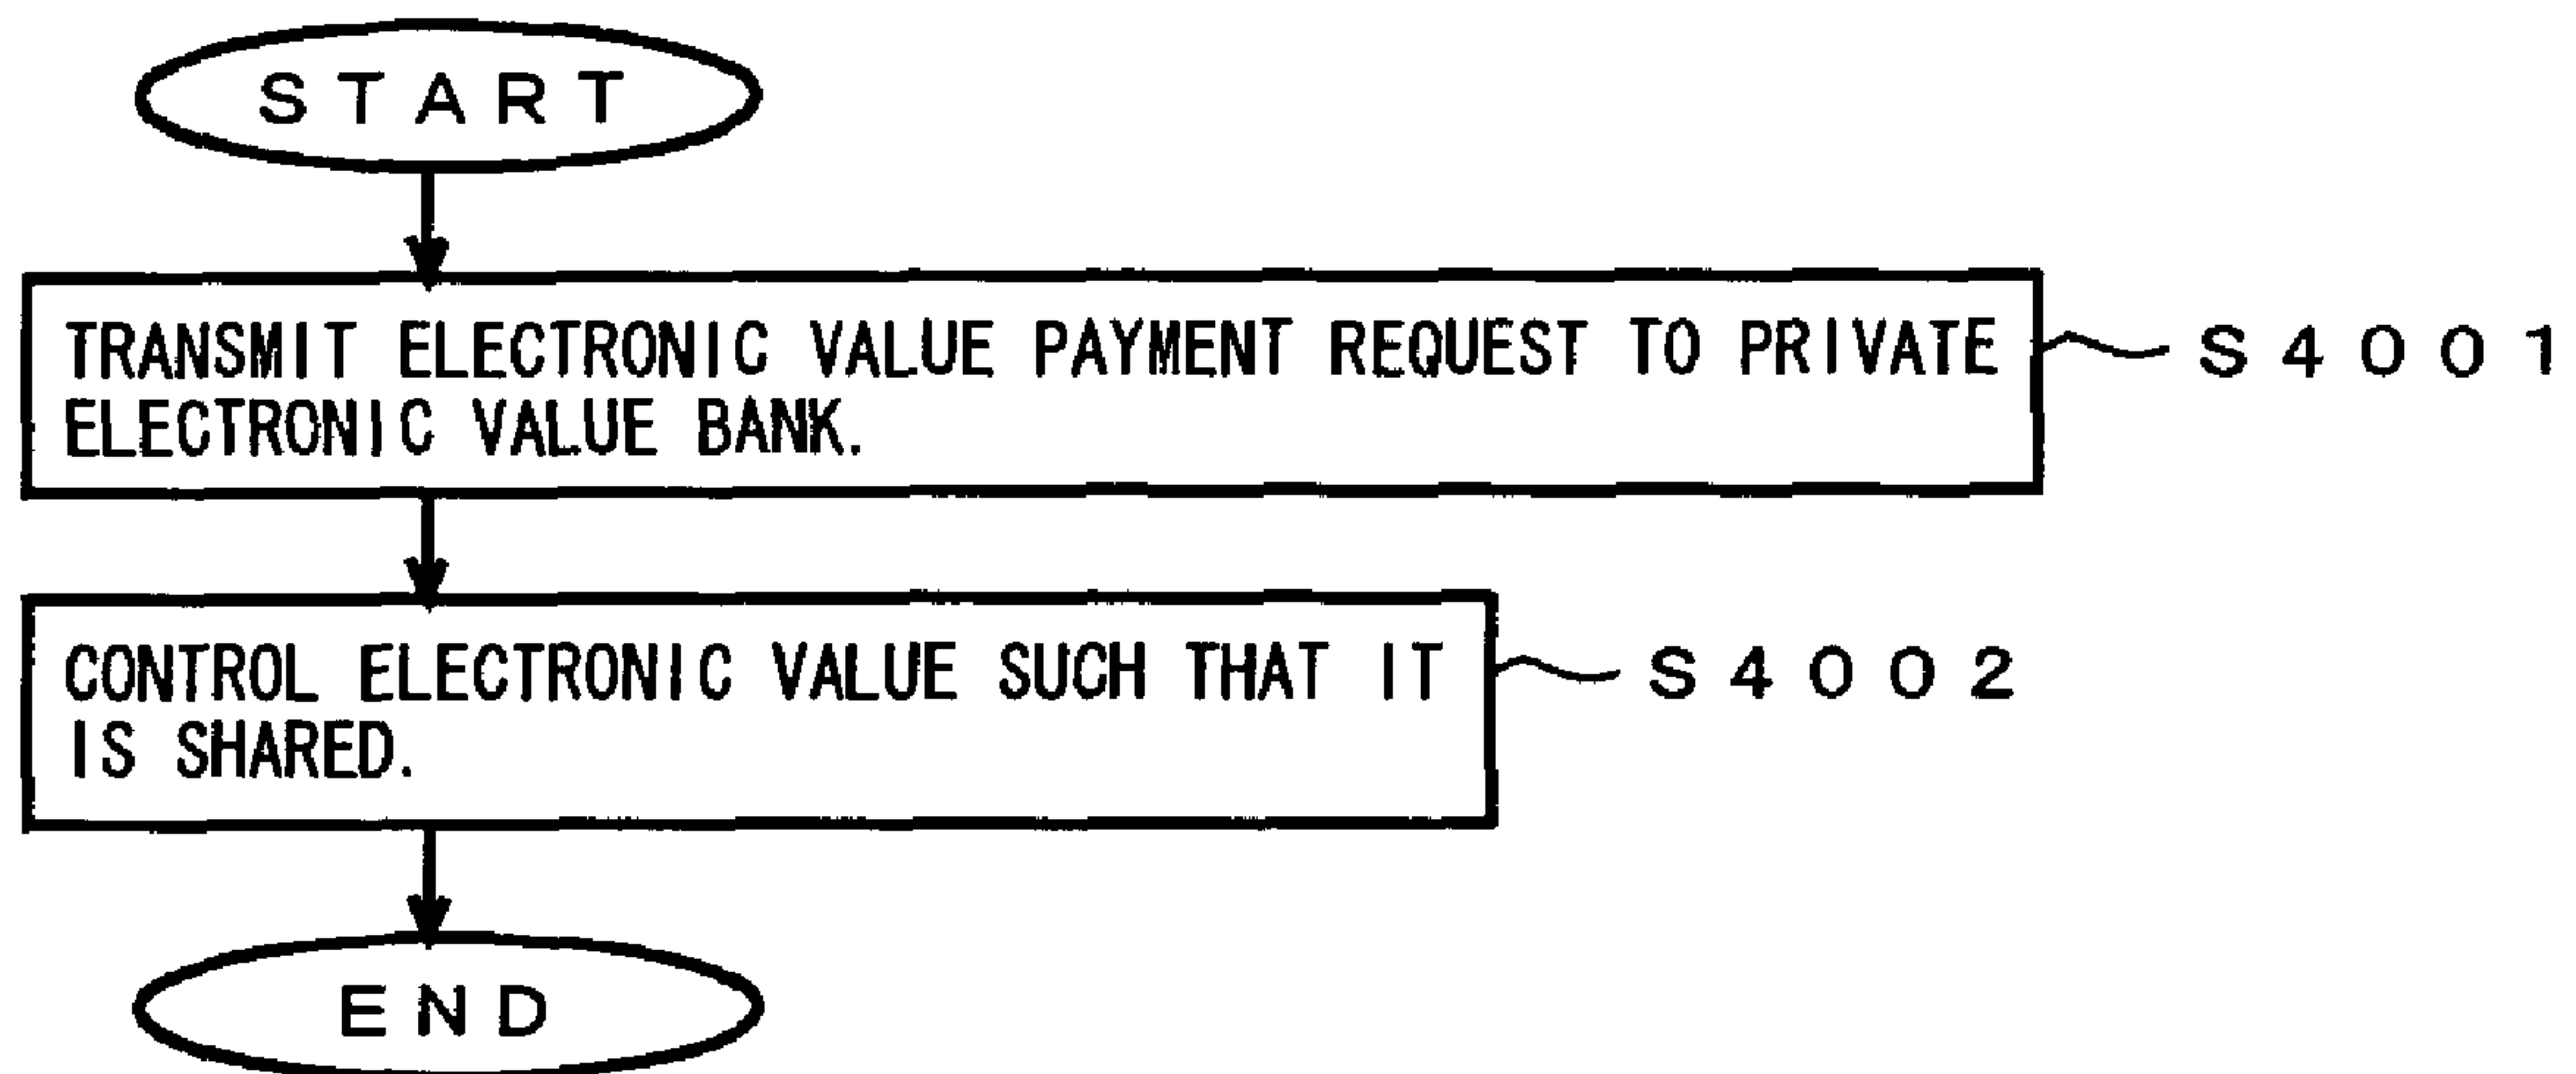 START
TRANSMIT ELECTRONIC VALUE PAYMENT REQUEST TO PRIVATE
ELECTRONIC VALUE BANK.
S4001
CONTROL ELECTRONIC VALUE SUCH THAT IT
IS SHARED.
S4002
END